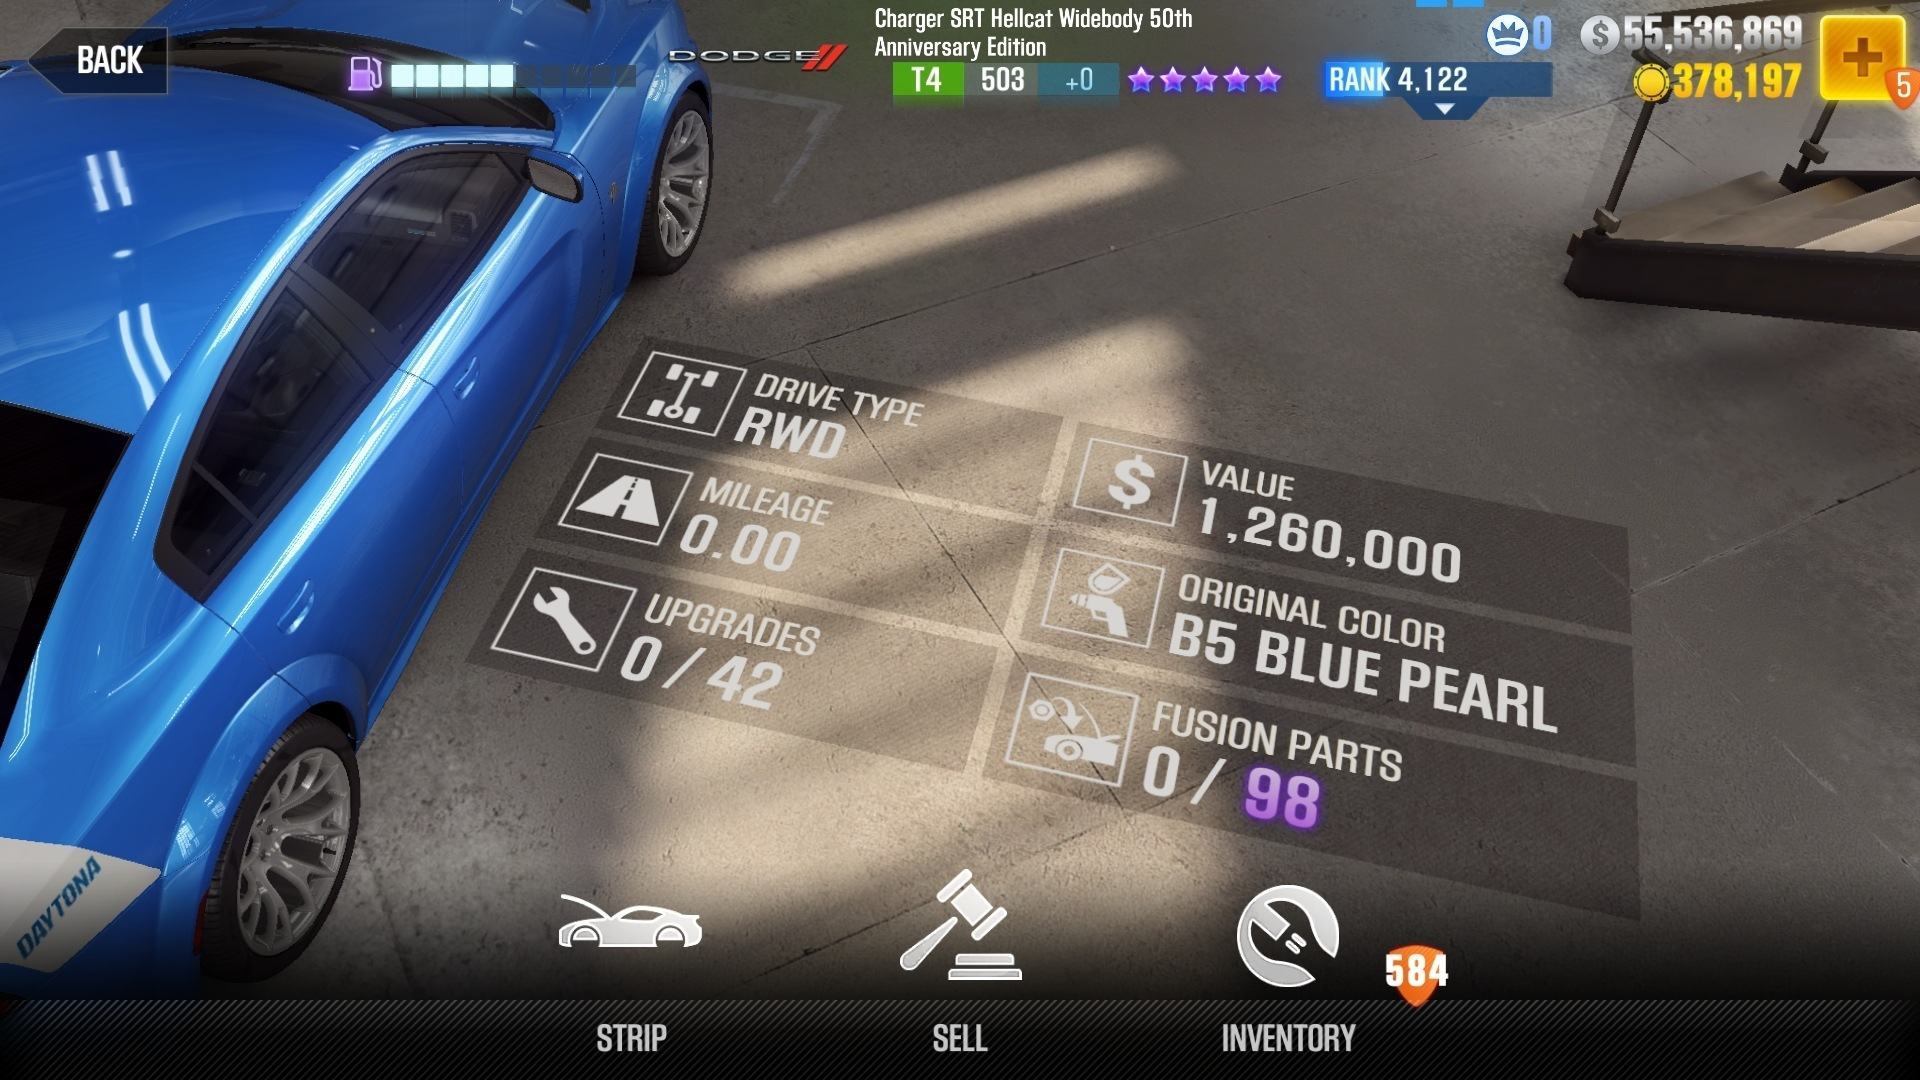 BACK
DODGE
Charger SRT Hellcat Widebody 50th
Anniversary Edition
T4 503 +0
RANK 4,122
0
$ 55,536,869
378,197
5
DRIVE TYPE
RWD
MILEAGE
0.00
UPGRADES
0 / 42
$ VALUE
1,260,000
ORIGINAL COLOR
B5 BLUE PEARL
FUSION PARTS
0 / 98
DAYTONA
584
STRIP
SELL
INVENTORY